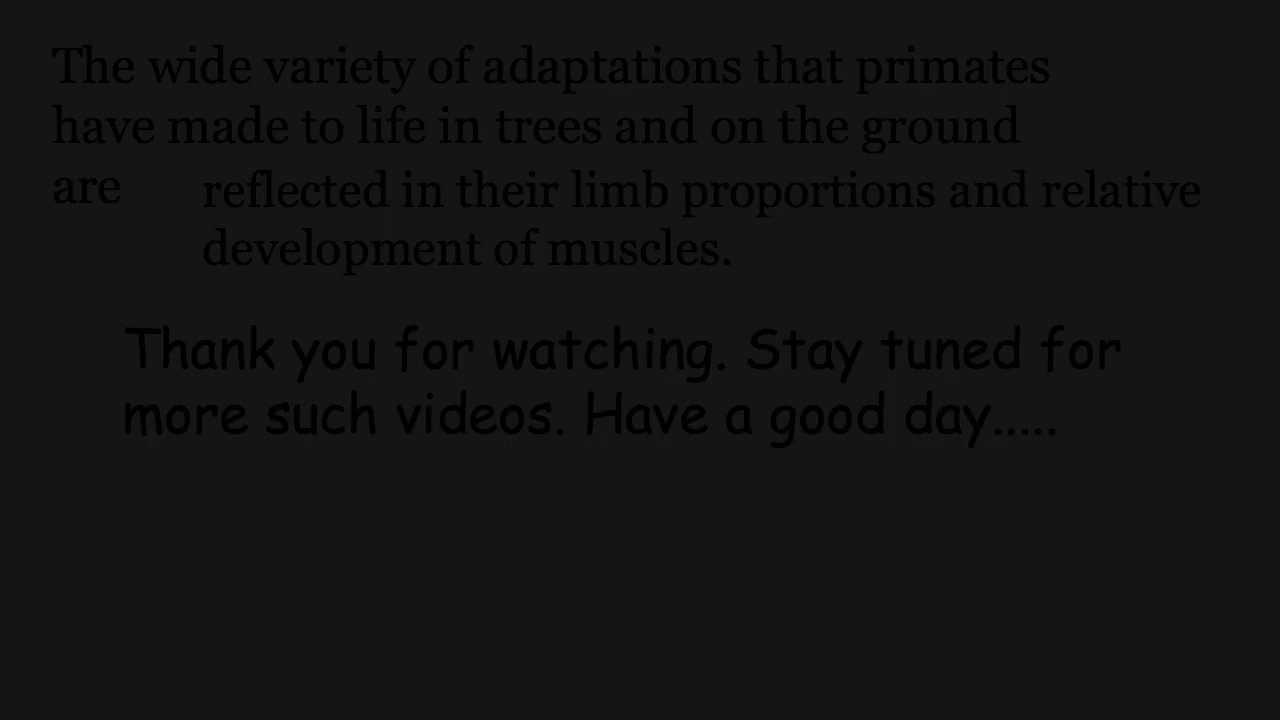 The wide variety of adaptations that primates
have made to life in trees and on the ground
are reflected in their limb proportions and relative
development of muscles.
Thank you for watching. Stay tuned for
more such videos. Have a good day.....